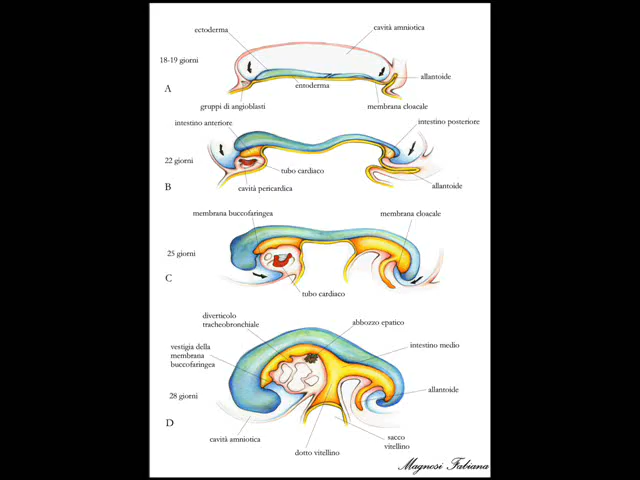 ectoderma
cavità amniotica
18-19 giorni
allantoide
A
entoderma
gruppi di angioblasti
membrana cloacale
intestino anteriore
intestino posteriore
22 giorni
tubo cardiaco
B
cavità pericardica
allantoide
membrana buccofaringea
membrana cloacale
25 giorni
C
tubo cardiaco
diverticolo
tracheobronchiale
abbozzo epatico
vestigia della
membrana
buccofaringea
intestino medio
28 giorni
allantoide
D
cavità amniotica
sacco
vitellino
dotto vitellino
Magnosi Fabiana